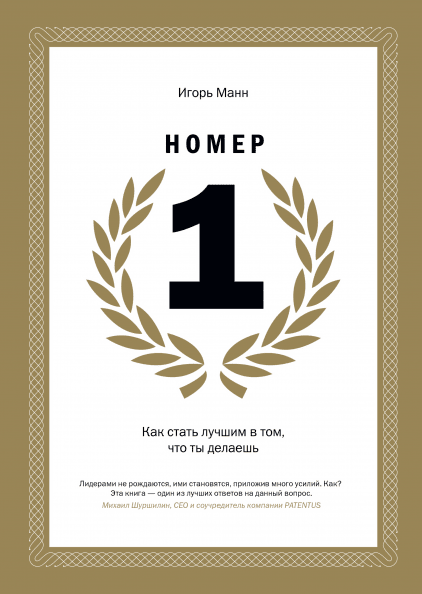 Игорь Манн
НОМЕР
1
Как стать лучшим в том,
что ты делаешь
Лидерами не рождаются, ими становятся, приложив много усилий. Как?
Эта книга — один из лучших ответов на данный вопрос.
Михаил Шуршилин, CEO и соучредитель компании PATENTUS